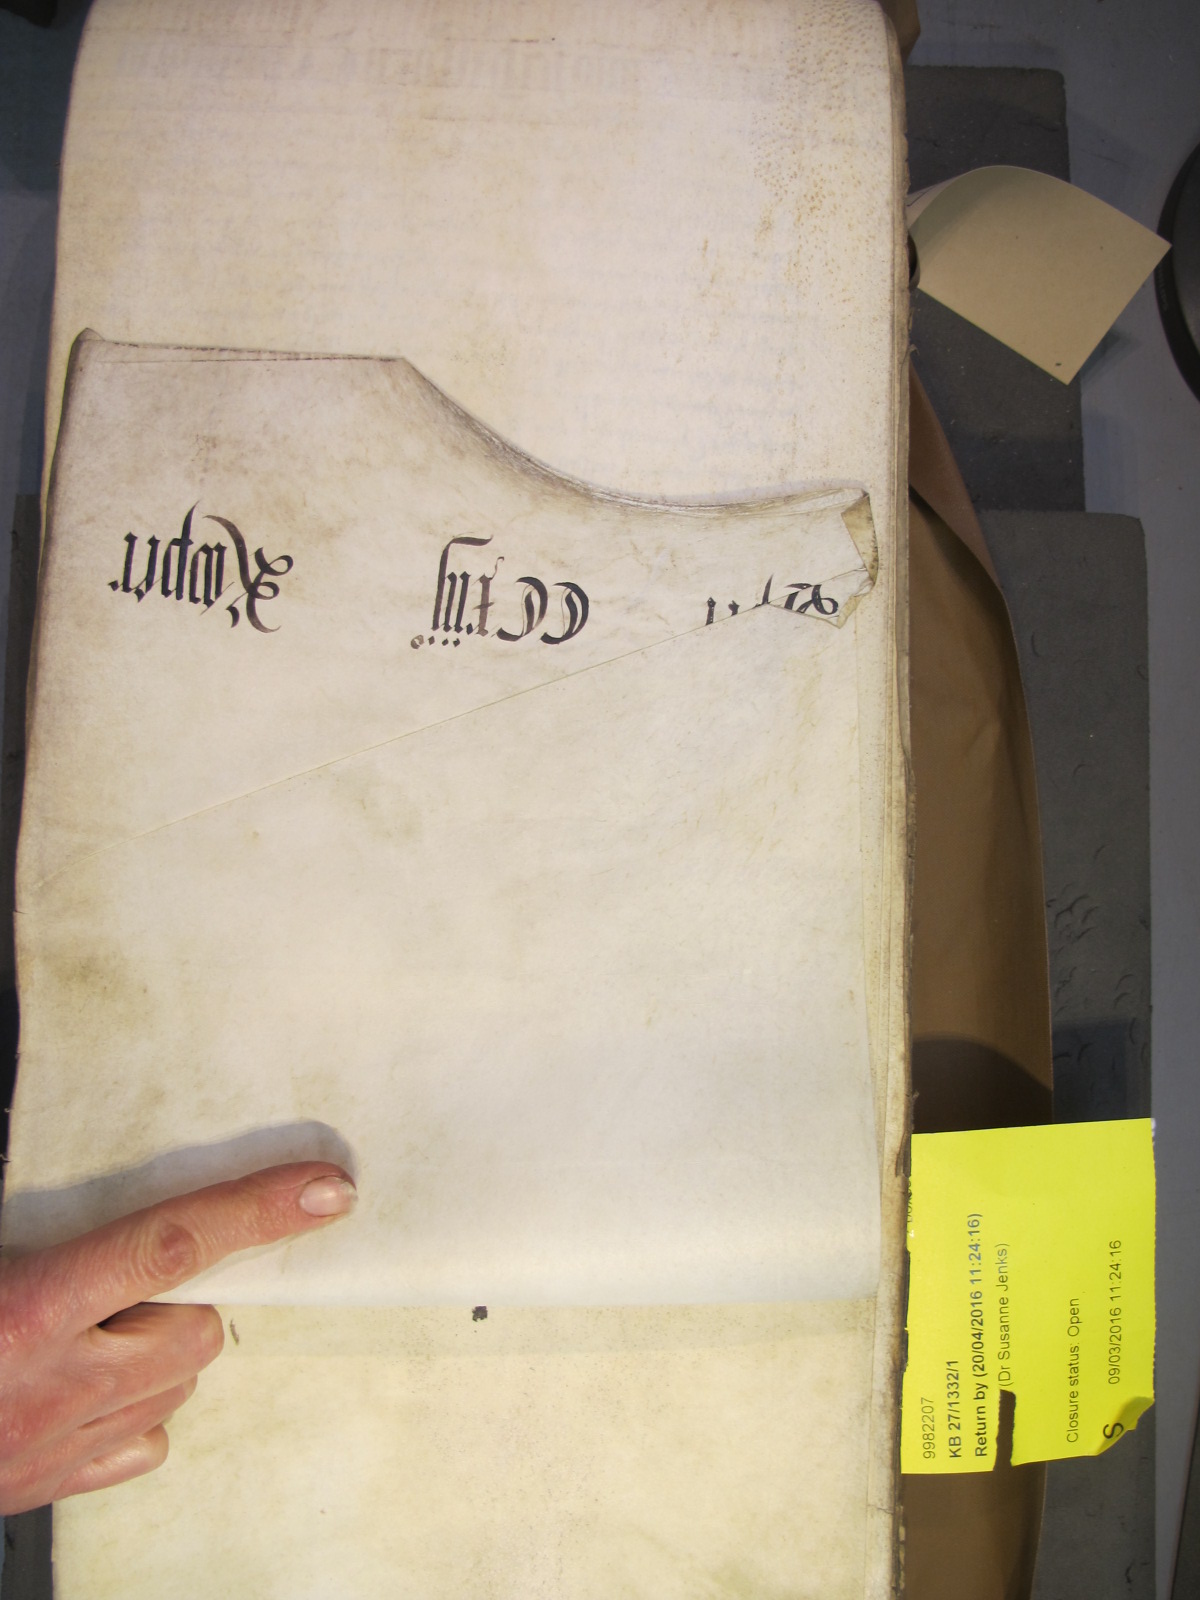 Rooper
9982207
KB 27/1332/1
Return by (20/04/2016 11:24:16)
(Dr Susanne Jenks)
Closure status: Open
09/03/2016 11:24:16
S